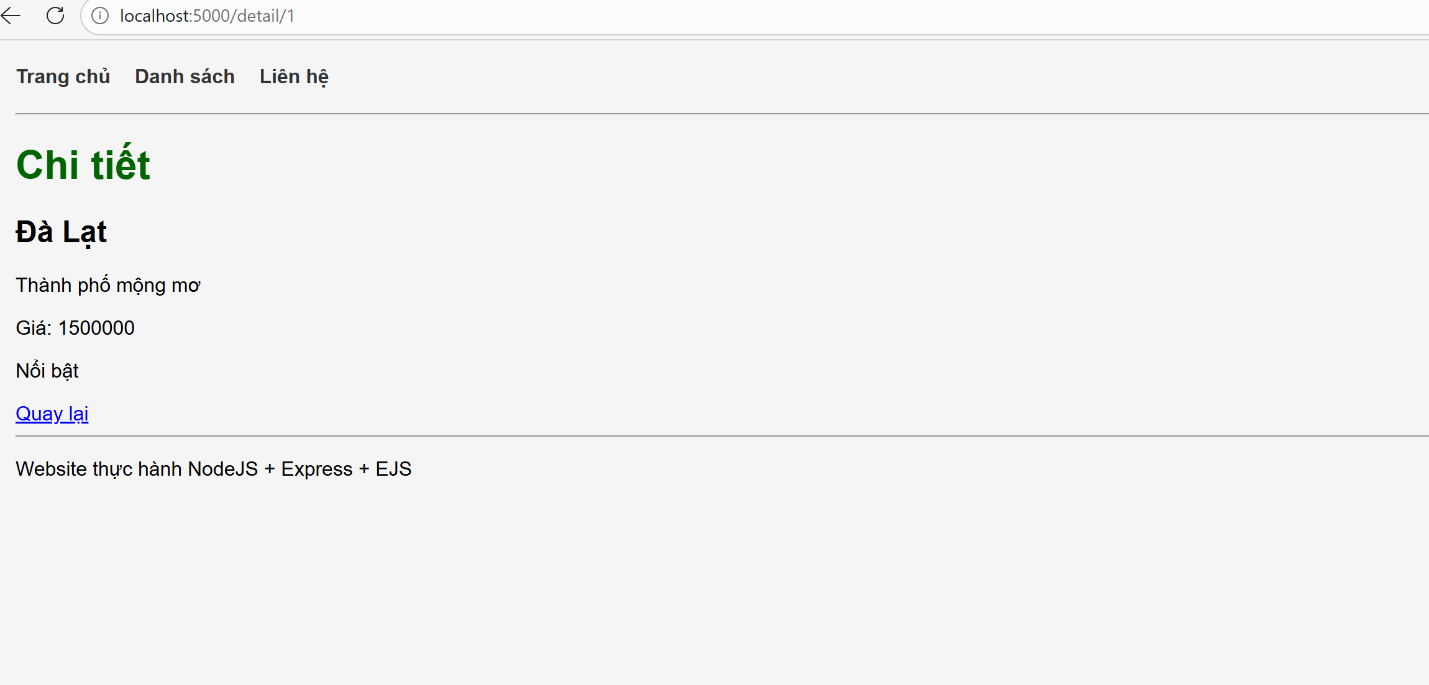 localhost:5000/detail/1
Trang chủ Danh sách Liên hệ
Chi tiết
Đà Lạt
Thành phố mộng mơ
Giá: 1500000
Nổi bật
Quay lại
Website thực hành NodeJS + Express + EJS